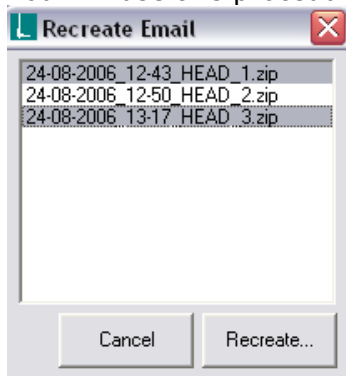 Recreate Email
24-08-2006_12-43_HEAD_1.zip
24-08-2006_12-50_HEAD_2.zip
24-08-2006_13-17_HEAD_3.zip
Cancel Recreate...